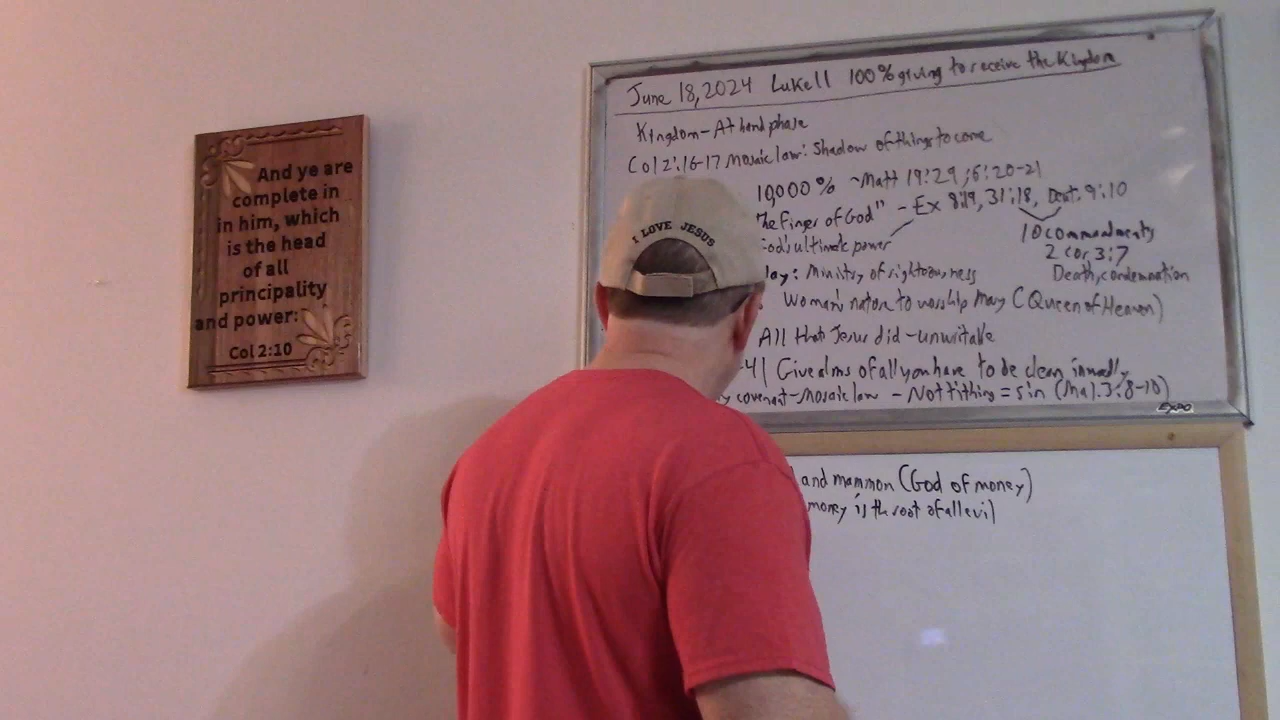 And ye are
complete in
in him, which
is the head
of all
principality
and power:
Col 2:10
I LOVE JESUS
June 18, 2024 Luke 11 100% giving to receive the Kingdom
Kingdom - At hand phase
Col 2:16-17 Mosaic law: Shadow of things to come
10,000% ~Matt 19:29; 6:20-21
he Finger of God" - Ex 8:19, 31:18, Deut. 9:10
God's ultimate power
10 commandments
2 Cor 3:7
Death, condemnation
day: Ministry of righteousness
Woman's nature to worship Mary (Queen of Heaven)
All that Jesus did - unwritable
-41 Give alms of all you have to be clean inwardly
covenant - Mosaic law - Not tithing = sin (Mal. 3:8-10)
EXPO
and mammon (God of money)
money is the root of all evil